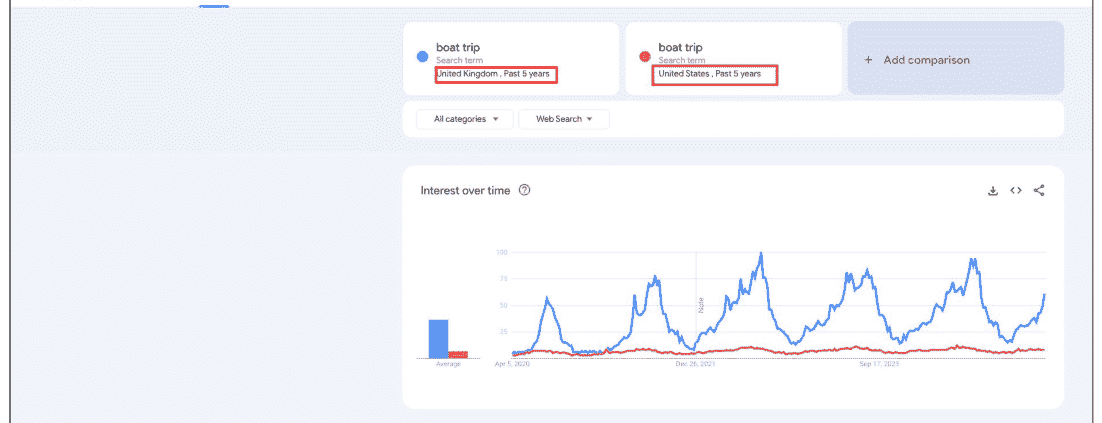 boat trip
Search term
United Kingdom , Past 5 years
boat trip
Search term
United States , Past 5 years
+ Add comparison
All categories
Web Search
Interest over time
100
75
50
25
Note
Average
Apr 5, 2020
Dec 26, 2021
Sep 17, 2023